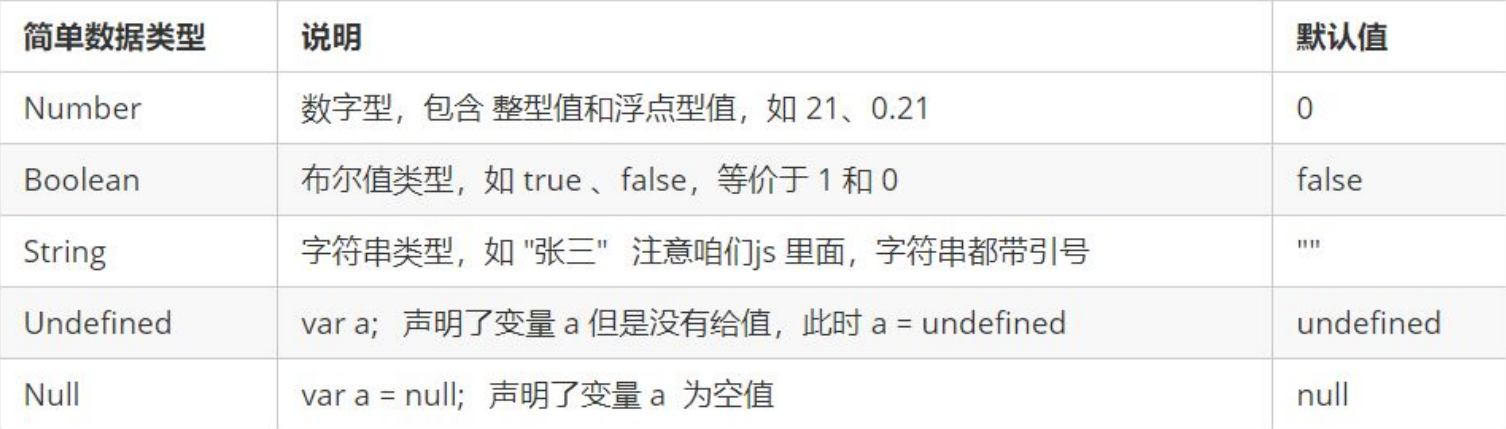 简单数据类型 说明 默认值
Number 数字型，包含 整型值和浮点型值，如 21、0.21 0
Boolean 布尔值类型，如 true 、false，等价于 1 和 0 false
String 字符串类型，如 "张三" 注意咱们js 里面，字符串都带引号 ""
Undefined var a; 声明了变量 a 但是没有给值，此时 a = undefined undefined
Null var a = null; 声明了变量 a 为空值 null